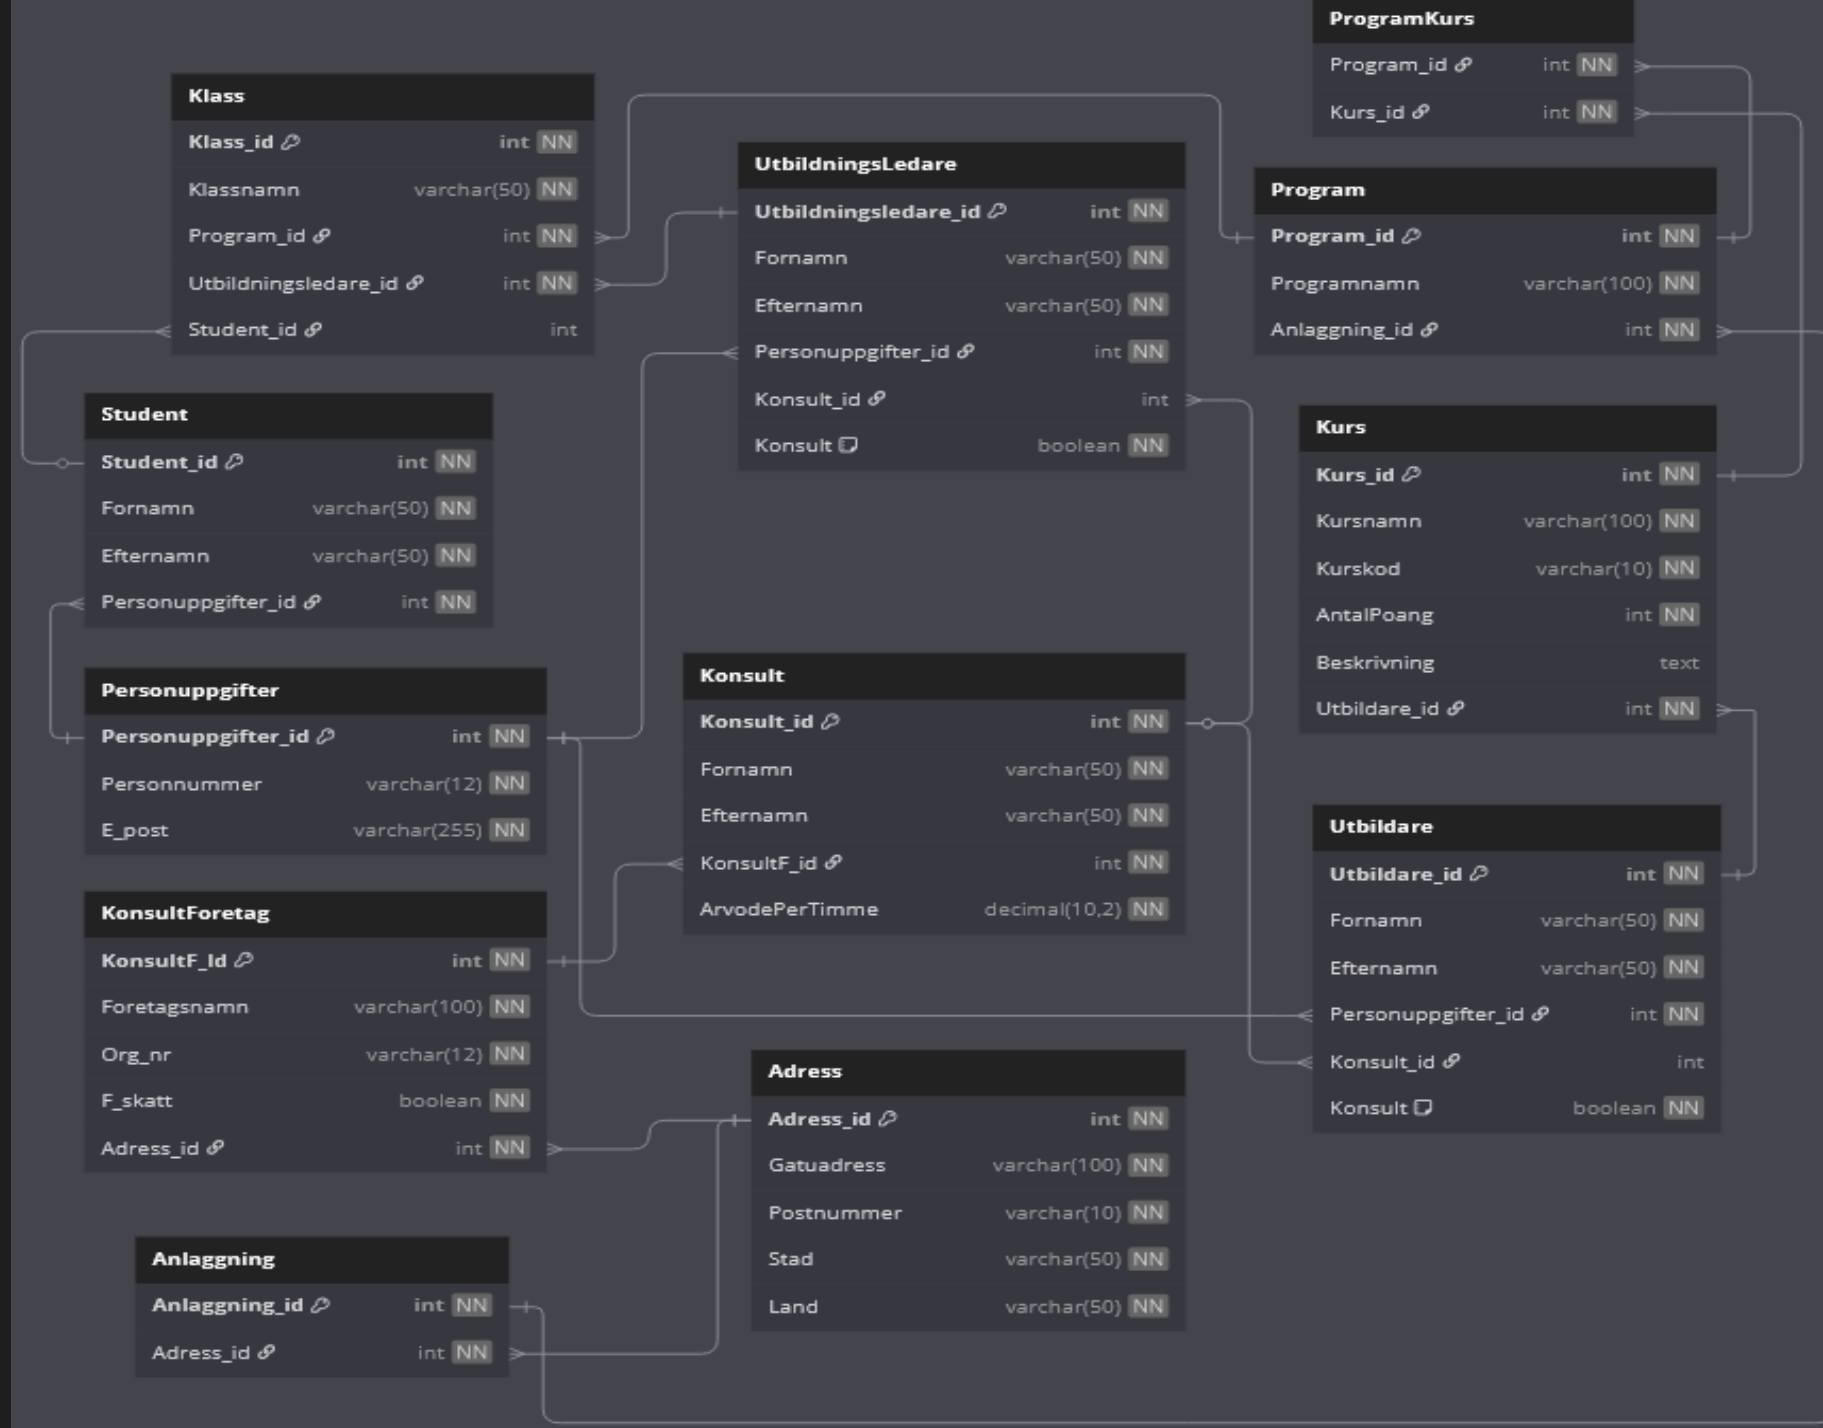 ProgramKurs
Program_id int NN
Kurs_id int NN
Klass
Klass_id int NN
Klassnamn varchar(50) NN
Program_id int NN
Utbildningsledare_id int NN
Student_id int
UtbildningsLedare
Utbildningsledare_id int NN
Fornamn varchar(50) NN
Efternamn varchar(50) NN
Personuppgifter_id int NN
Konsult_id int
Konsult boolean NN
Program
Program_id int NN
Programnamn varchar(100) NN
Anlaggning_id int NN
Student
Student_id int NN
Fornamn varchar(50) NN
Efternamn varchar(50) NN
Personuppgifter_id int NN
Kurs
Kurs_id int NN
Kursnamn varchar(100) NN
Kurskod varchar(10) NN
AntalPoang int NN
Beskrivning text
Utbildare_id int NN
Personuppgifter
Personuppgifter_id int NN
Personnummer varchar(12) NN
E_post varchar(255) NN
Konsult
Konsult_id int NN
Fornamn varchar(50) NN
Efternamn varchar(50) NN
KonsultF_id int NN
ArvodePerTimme decimal(10,2) NN
Utbildare
Utbildare_id int NN
Fornamn varchar(50) NN
Efternamn varchar(50) NN
Personuppgifter_id int NN
Konsult_id int
Konsult boolean NN
KonsultForetag
KonsultF_Id int NN
Foretagsnamn varchar(100) NN
Org_nr varchar(12) NN
F_skatt boolean NN
Adress_id int NN
Adress
Adress_id int NN
Gatuadress varchar(100) NN
Postnummer varchar(10) NN
Stad varchar(50) NN
Land varchar(50) NN
Anlaggning
Anlaggning_id int NN
Adress_id int NN